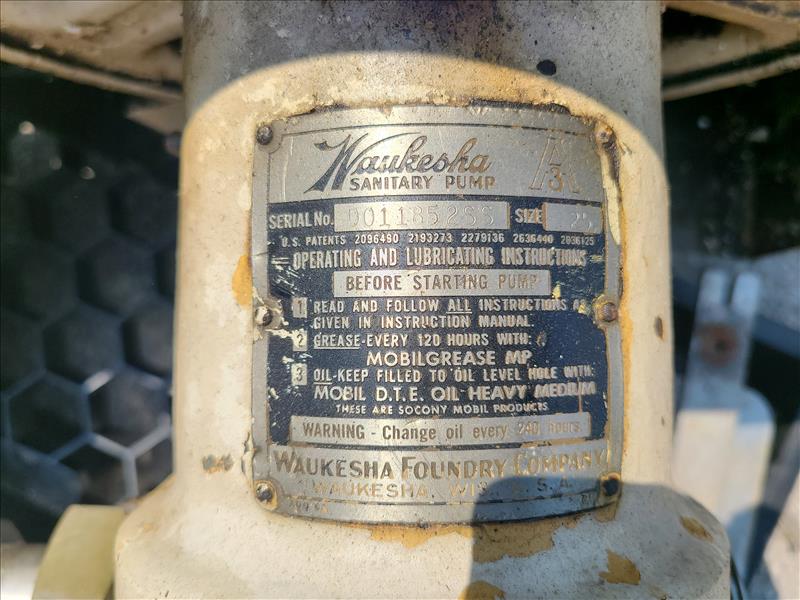 Waukesha
SANITARY PUMP
SERIAL No. D011852SS SIZE 25
U.S. PATENTS 2096490 2193273 2279136 2636440
OPERATING AND LUBRICATING INSTRUCTIONS
BEFORE STARTING PUMP
1 READ AND FOLLOW ALL INSTRUCTIONS AS
GIVEN IN INSTRUCTION MANUAL.
2 GREASE-EVERY 120 HOURS WITH:
MOBILGREASE MP
3 OIL-KEEP FILLED TO OIL LEVEL HOLE WITH:
MOBIL D.T.E. OIL HEAVY MEDIUM
THESE ARE SOCONY MOBIL PRODUCTS
WARNING - Change oil every 240 hours
WAUKESHA FOUNDRY COMPANY
WAUKESHA, WIS. U.S.A.